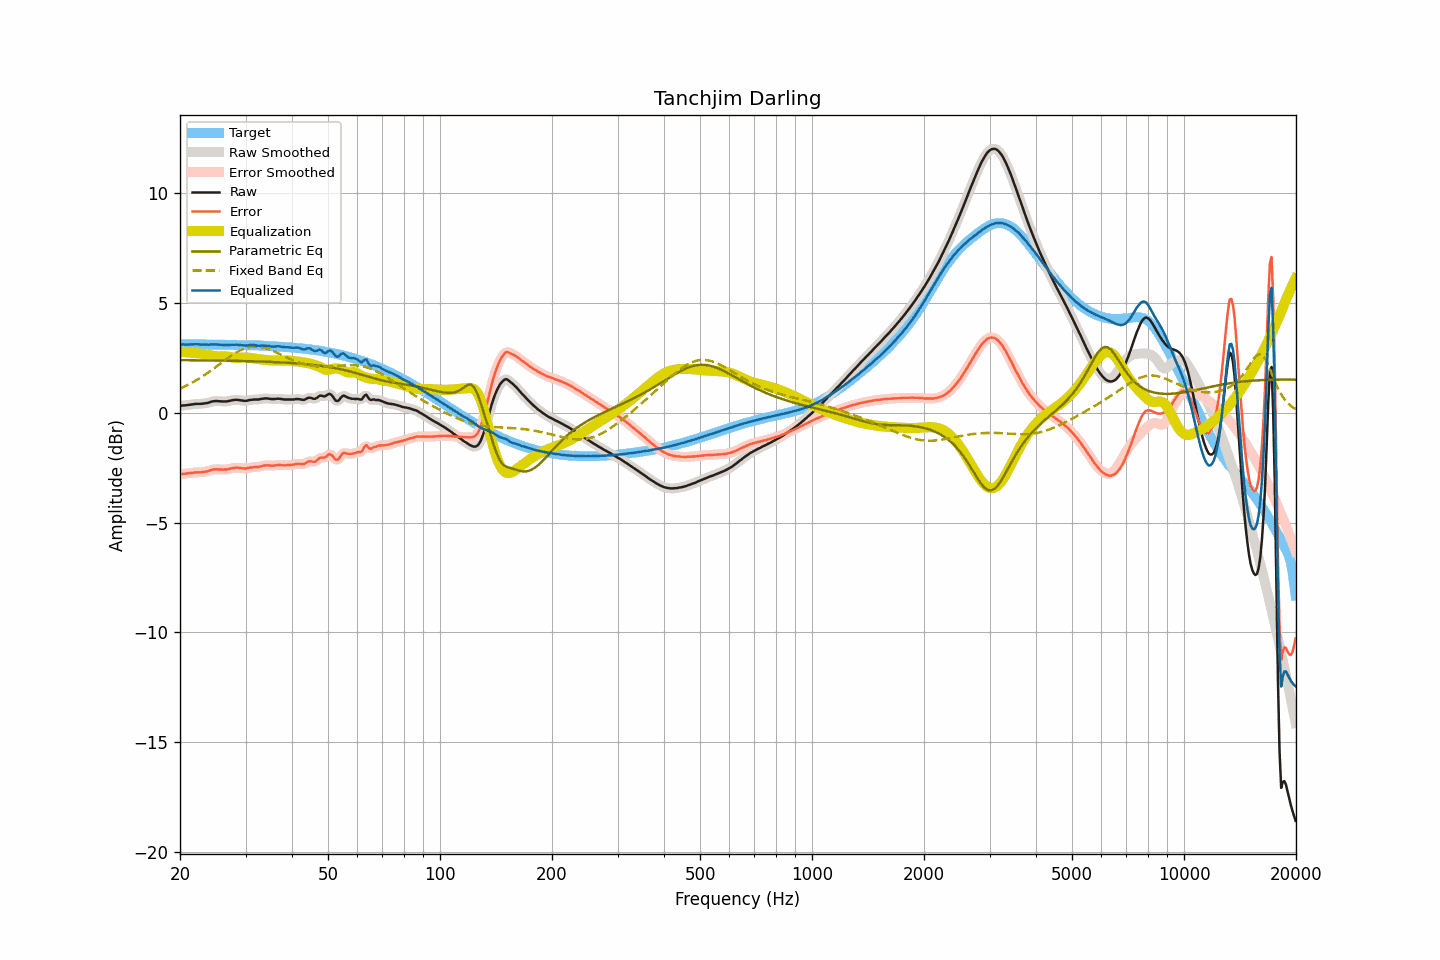 Tanchjim Darling
Target
Raw Smoothed
Error Smoothed
Raw
Error
Equalization
Parametric Eq
Fixed Band Eq
Equalized
10
5
0
−5
−10
−15
−20
Amplitude (dBr)
20 50 100 200 500 1000 2000 5000 10000 20000
Frequency (Hz)